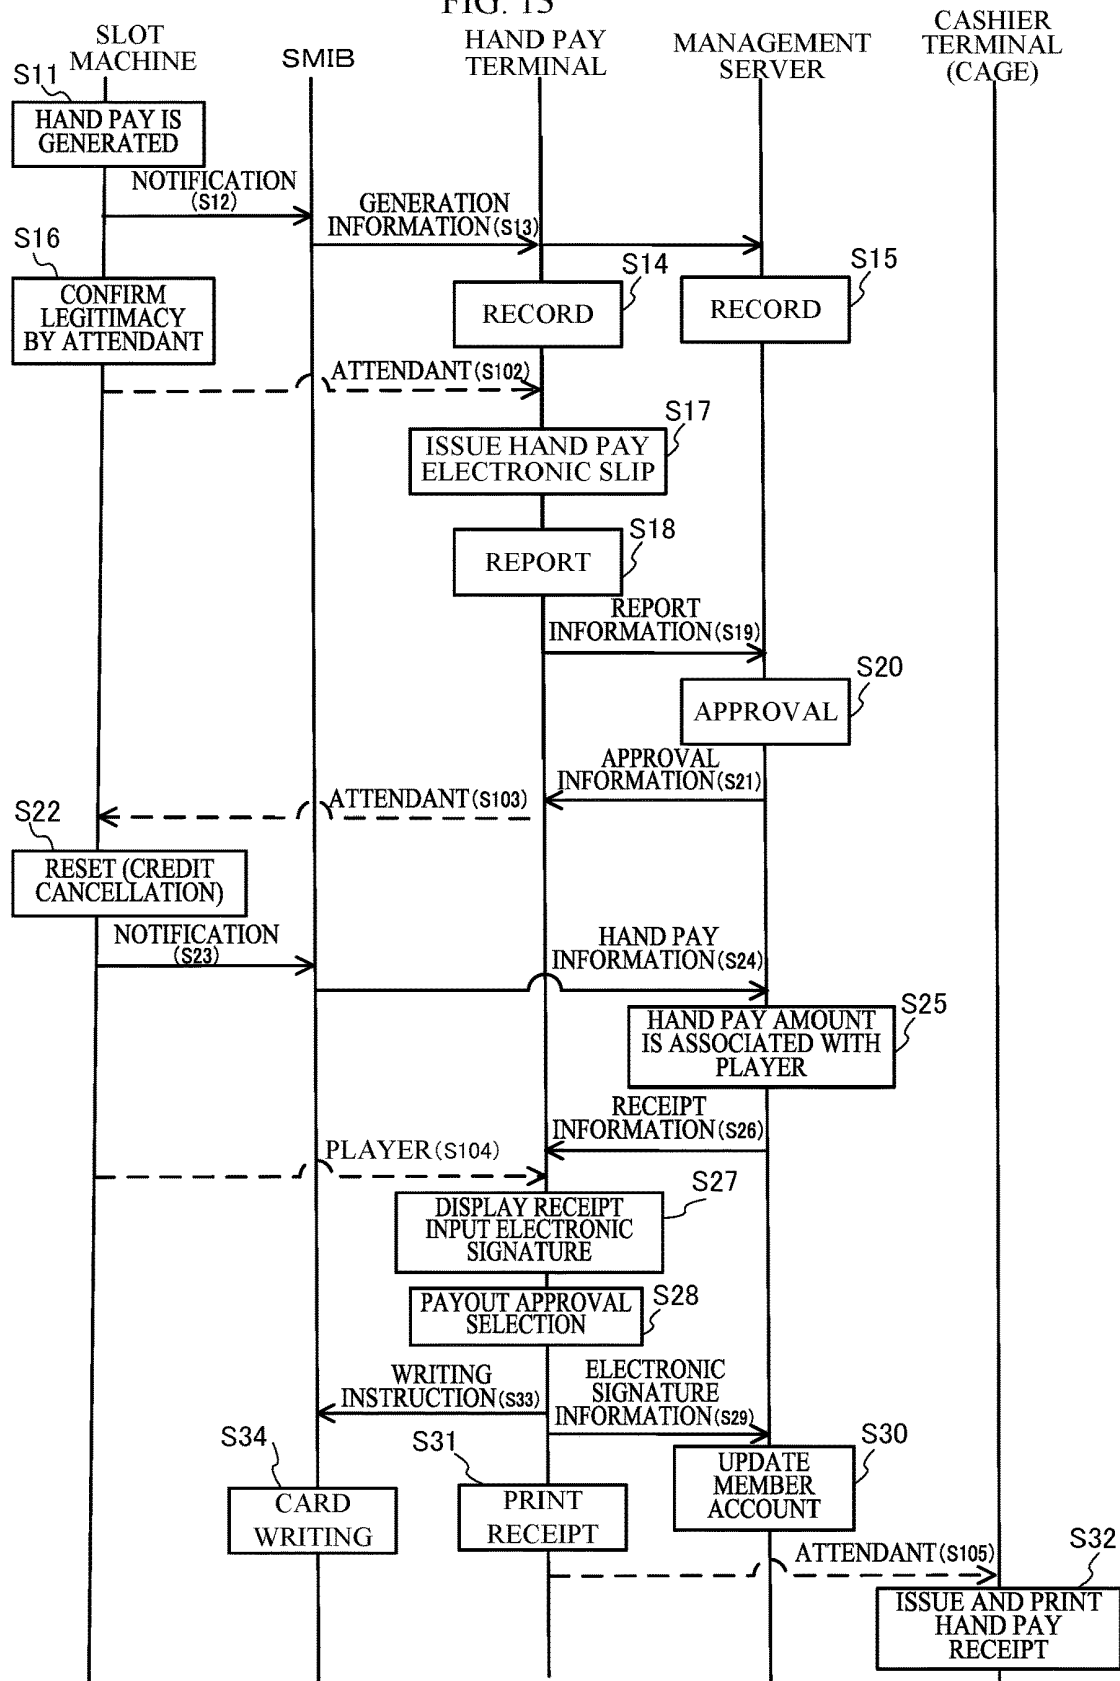 FIG. 13
SLOT
MACHINE
SMIB
HAND PAY
TERMINAL
MANAGEMENT
SERVER
CASHIER
TERMINAL
(CAGE)
S11
HAND PAY IS
GENERATED
NOTIFICATION
(S12)
GENERATION
INFORMATION(S13)
S16
CONFIRM
LEGITIMACY
BY ATTENDANT
S14
RECORD
S15
RECORD
ATTENDANT(S102)
S17
ISSUE HAND PAY
ELECTRONIC SLIP
S18
REPORT
REPORT
INFORMATION(S19)
S20
APPROVAL
APPROVAL
INFORMATION(S21)
ATTENDANT(S103)
S22
RESET (CREDIT
CANCELLATION)
NOTIFICATION
(S23)
HAND PAY
INFORMATION(S24)
S25
HAND PAY AMOUNT
IS ASSOCIATED WITH
PLAYER
RECEIPT
INFORMATION(S26)
PLAYER(S104)
S27
DISPLAY RECEIPT
INPUT ELECTRONIC
SIGNATURE
S28
PAYOUT APPROVAL
SELECTION
WRITING
INSTRUCTION(S33)
ELECTRONIC
SIGNATURE
INFORMATION(S29)
S34
CARD
WRITING
S31
PRINT
RECEIPT
S30
UPDATE
MEMBER
ACCOUNT
ATTENDANT(S105)
S32
ISSUE AND PRINT
HAND PAY
RECEIPT